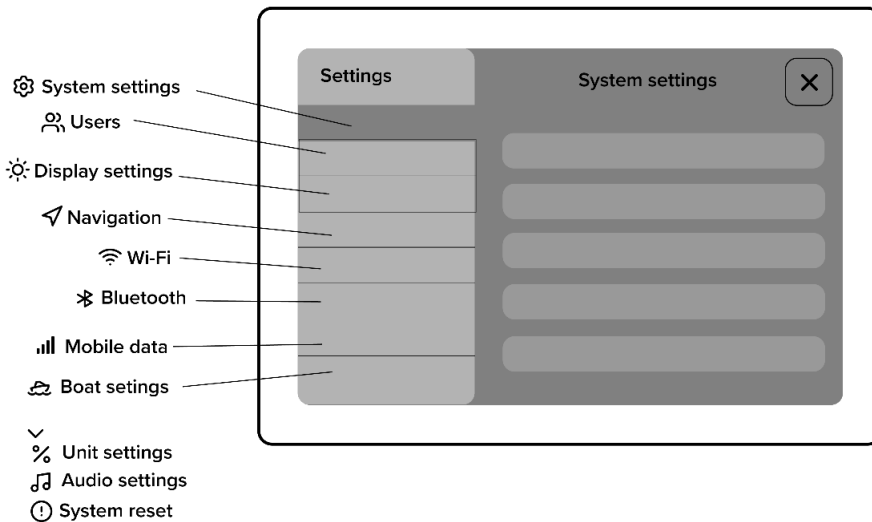 Settings
System settings
System settings
Users
Display settings
Navigation
Wi-Fi
Bluetooth
Mobile data
Boat setings
Unit settings
Audio settings
System reset